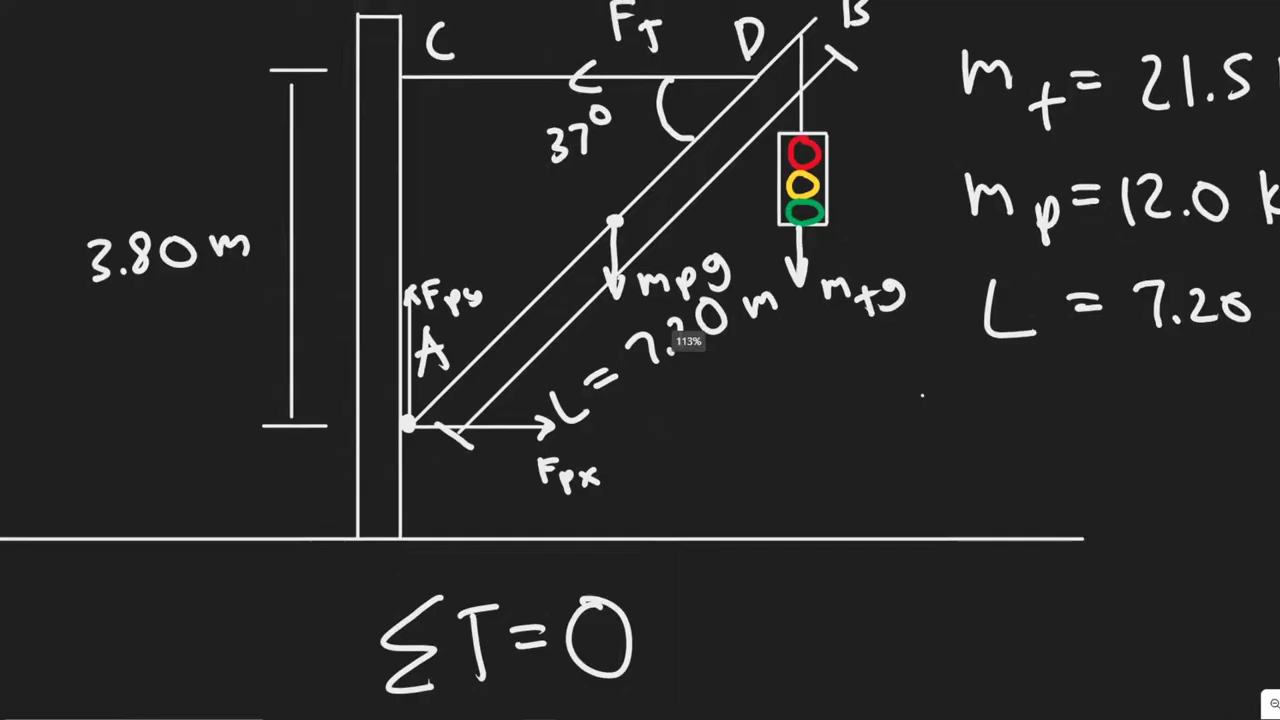 C
F_T
D
B
37°
3.80 m
F_py
A
m_p g
m_t g
L = 7.20 m
113%
F_px
m_t = 21.5
m_p = 12.0 k
L = 7.20
ΣT = 0